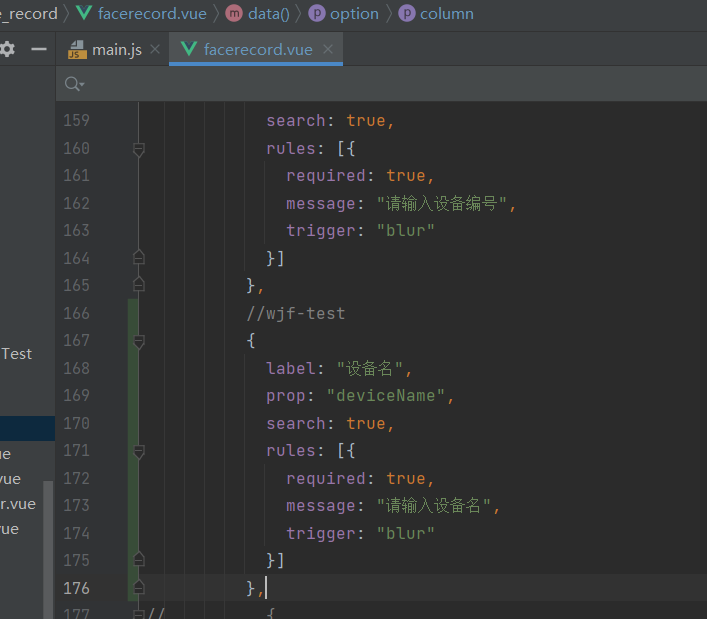 e_record facerecord.vue data() option column
main.js facerecord.vue
159 search: true,
160 rules: [{
161 required: true,
162 message: "请输入设备编号",
163 trigger: "blur"
164 }]
165 },
166 //wjf-test
167 {
168 label: "设备名",
169 prop: "deviceName",
170 search: true,
171 rules: [{
172 required: true,
173 message: "请输入设备名",
174 trigger: "blur"
175 }]
176 },
177 // {
Test
ue
vue
r.vue
vue